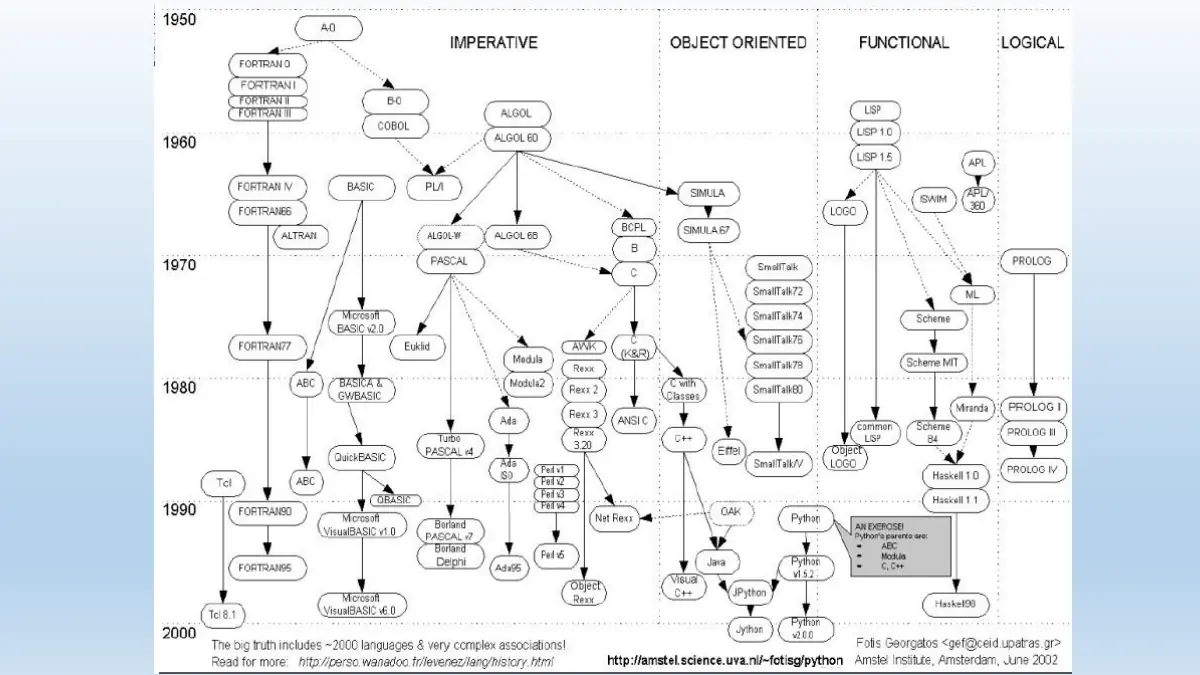 1950
IMPERATIVE
OBJECT ORIENTED
FUNCTIONAL
LOGICAL
A-0
FORTRAN 0
FORTRAN I
FORTRAN II
FORTRAN III
B-0
COBOL
ALGOL
ALGOL 60
LISP
LISP 1.0
LISP 1.5
1960
APL
APL/
360
FORTRAN IV
FORTRAN66
ALTRAN
BASIC
PL/I
SIMULA
SIMULA 67
LOGO
ISWIM
ALGOL-W
PASCAL
ALGOL 68
BCPL
B
C
1970
SmallTalk
SmallTalk72
SmallTalk74
SmallTalk76
SmallTalk78
SmallTalk80
PROLOG
ML
Microsoft
BASIC v2.0
Scheme
FORTRAN77
Euklid
Modula
Modula2
AWK
C
(K&R)
Scheme MIT
Rexx
Rexx 2
Rexx 3
Rexx
3.20
1980
ABC
BASICA &
GWBASIC
C with
Classes
Ada
ANSI C
Miranda
PROLOG II
PROLOG III
PROLOG IV
Turbo
PASCAL v4
C++
Eiffel
common
LISP
Scheme
B4
QuickBASIC
Object
LOGO
SmallTalk/V
Tcl
ABC
Ada
ISO
Perl v1
Perl v2
Perl v3
Perl v4
Haskell 1.0
Haskell 1.1
QBASIC
1990
FORTRAN90
Microsoft
VisualBASIC v1.0
Borland
PASCAL v7
Borland
Delphi
Net Rexx
OAK
Python
AN EXERCISE!
Python's parents are:
ABC
Modula
C, C++
Perl v5
FORTRAN95
Ada95
Java
Python
v1.5.2
Object
Rexx
Visual
C++
JPython
Haskell98
Tcl 8.1
Microsoft
VisualBASIC v6.0
Jython
Python
v2.0.0
2000
The big truth includes ~2000 languages & very complex associations!
Read for more: http://perso.wanadoo.fr/levenez/lang/history.html
http://amstel.science.uva.nl/~fotisg/python
Fotis Georgatos <gef@ceid.upatras.gr>
Amstel Institute, Amsterdam, June 2002